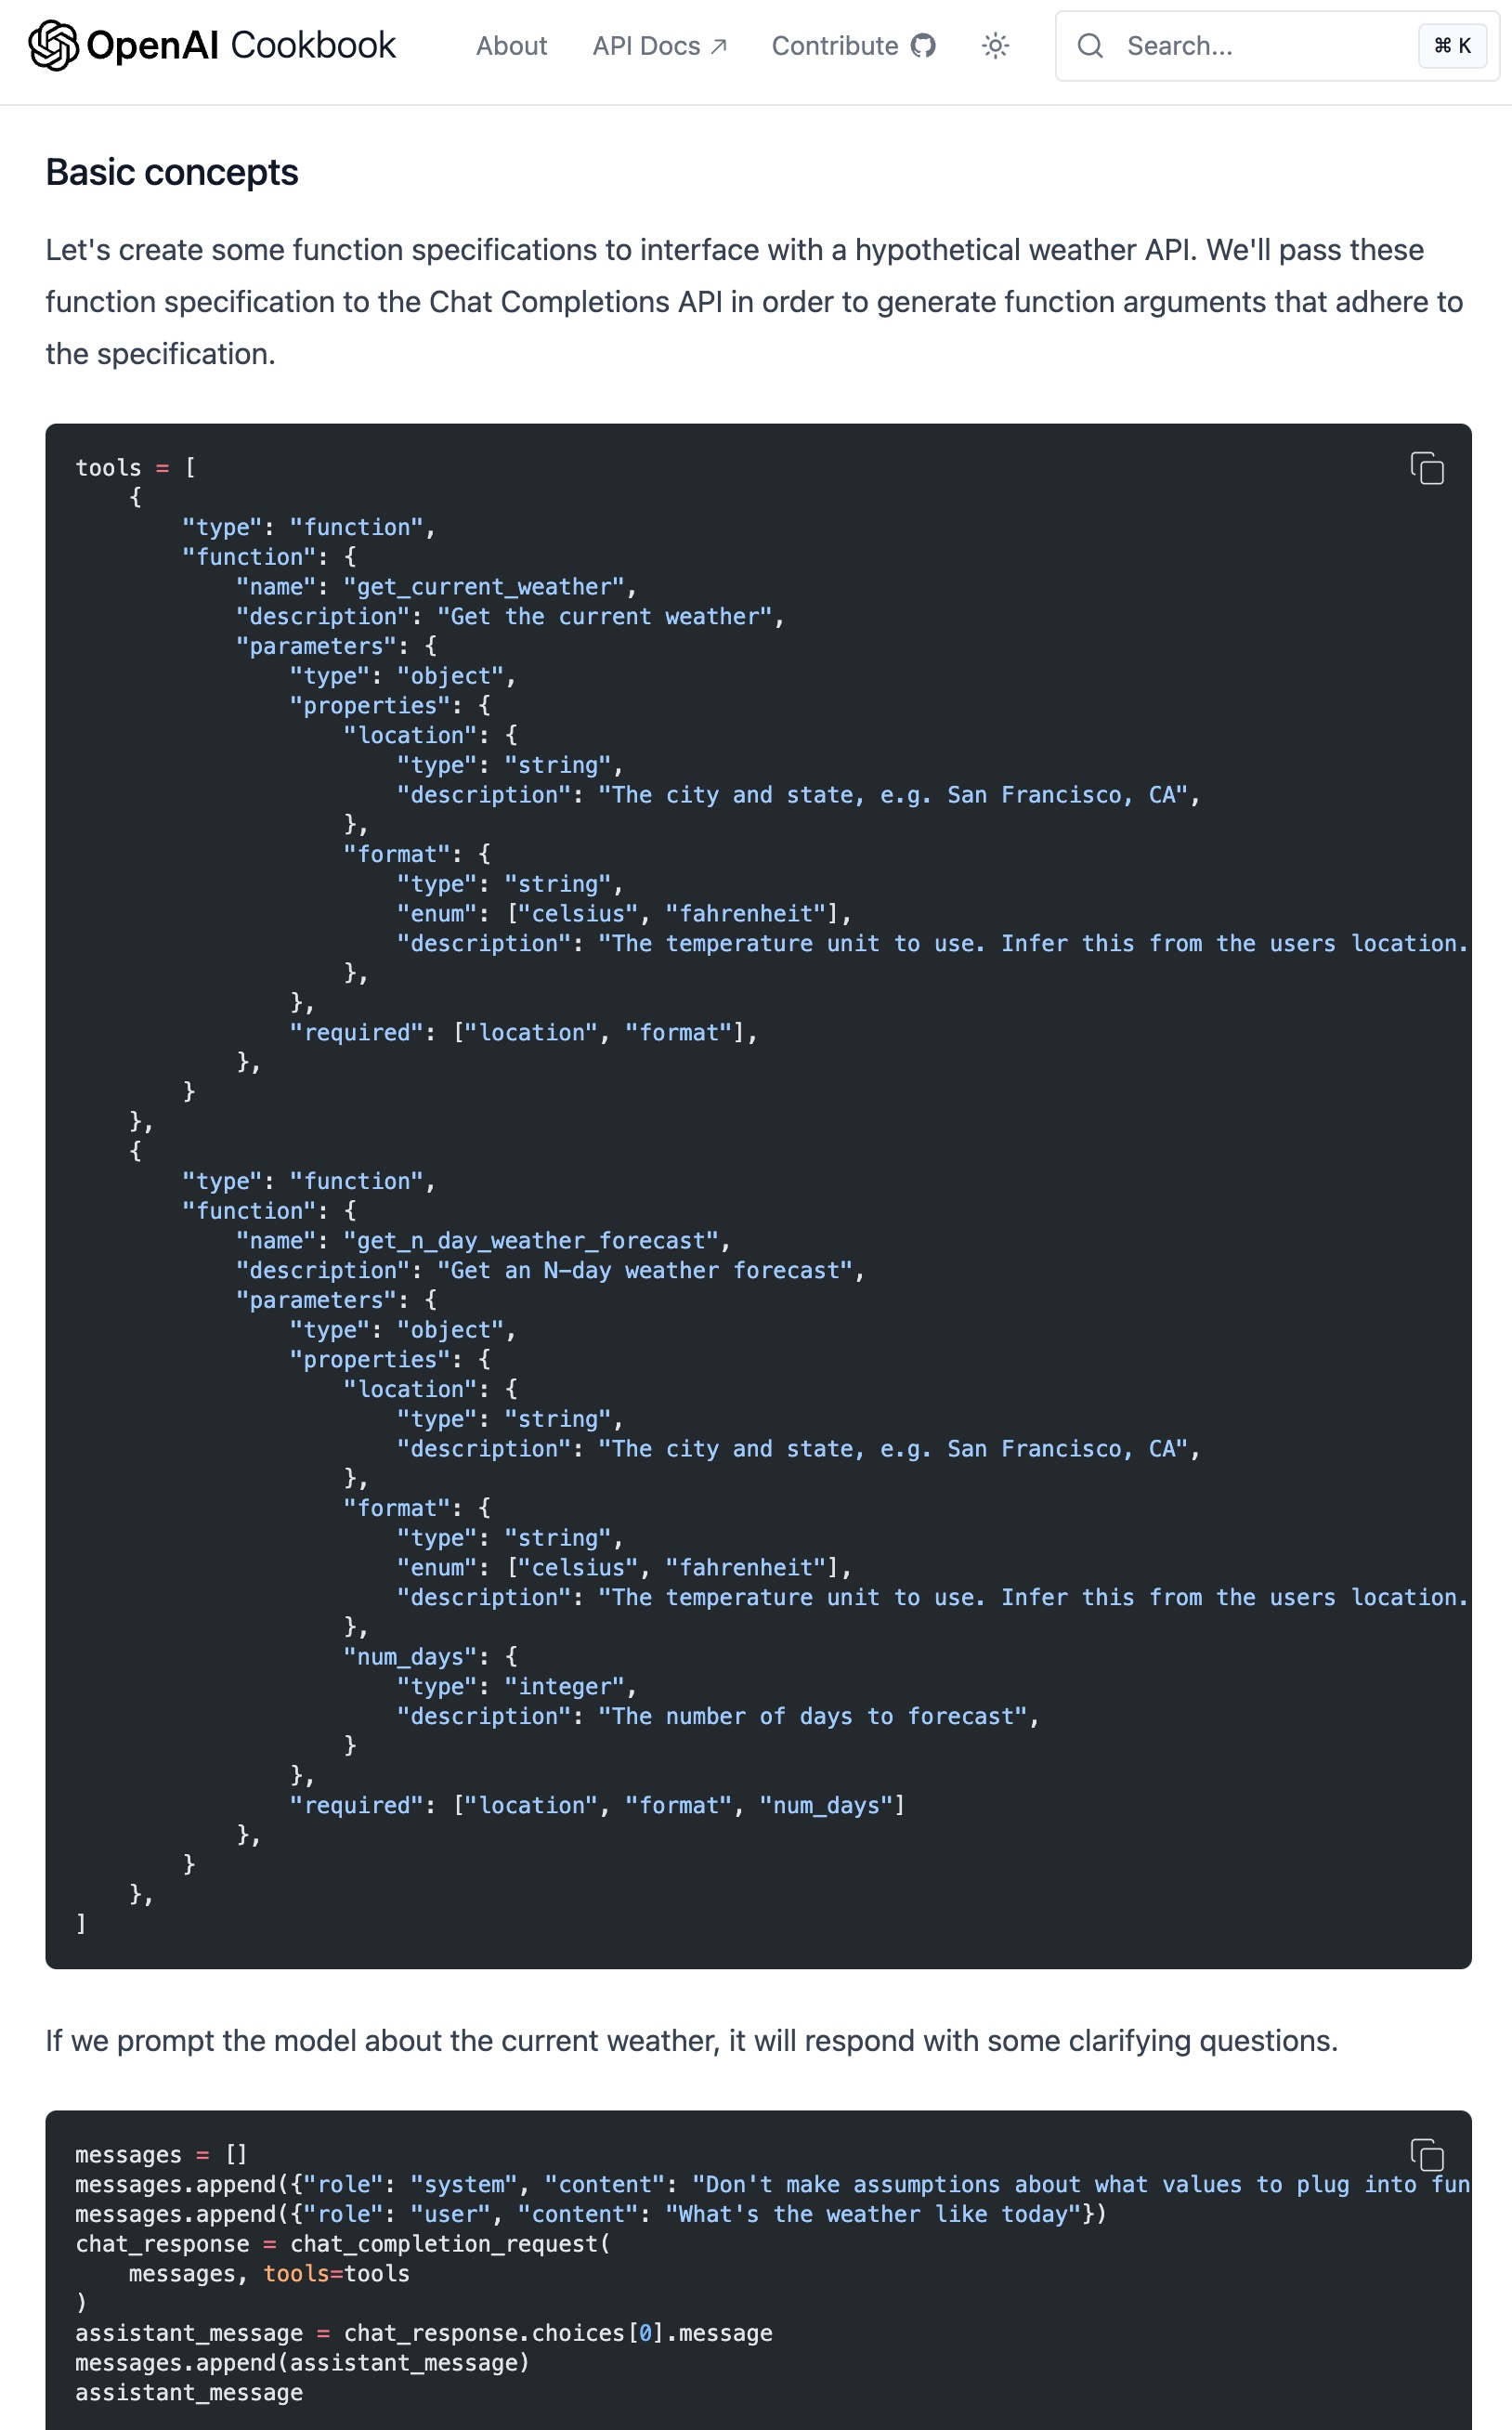 OpenAI Cookbook About API Docs ↗ Contribute Search... ⌘ K
Basic concepts
Let's create some function specifications to interface with a hypothetical weather API. We'll pass these
function specification to the Chat Completions API in order to generate function arguments that adhere to
the specification.
tools = [
    {
        "type": "function",
        "function": {
            "name": "get_current_weather",
            "description": "Get the current weather",
            "parameters": {
                "type": "object",
                "properties": {
                    "location": {
                        "type": "string",
                        "description": "The city and state, e.g. San Francisco, CA",
                    },
                    "format": {
                        "type": "string",
                        "enum": ["celsius", "fahrenheit"],
                        "description": "The temperature unit to use. Infer this from the users location.
                    },
                },
                "required": ["location", "format"],
            },
        }
    },
    {
        "type": "function",
        "function": {
            "name": "get_n_day_weather_forecast",
            "description": "Get an N-day weather forecast",
            "parameters": {
                "type": "object",
                "properties": {
                    "location": {
                        "type": "string",
                        "description": "The city and state, e.g. San Francisco, CA",
                    },
                    "format": {
                        "type": "string",
                        "enum": ["celsius", "fahrenheit"],
                        "description": "The temperature unit to use. Infer this from the users location.
                    },
                    "num_days": {
                        "type": "integer",
                        "description": "The number of days to forecast",
                    }
                },
                "required": ["location", "format", "num_days"]
            },
        }
    },
]
If we prompt the model about the current weather, it will respond with some clarifying questions.
messages = []
messages.append({"role": "system", "content": "Don't make assumptions about what values to plug into fun
messages.append({"role": "user", "content": "What's the weather like today"})
chat_response = chat_completion_request(
    messages, tools=tools
)
assistant_message = chat_response.choices[0].message
messages.append(assistant_message)
assistant_message